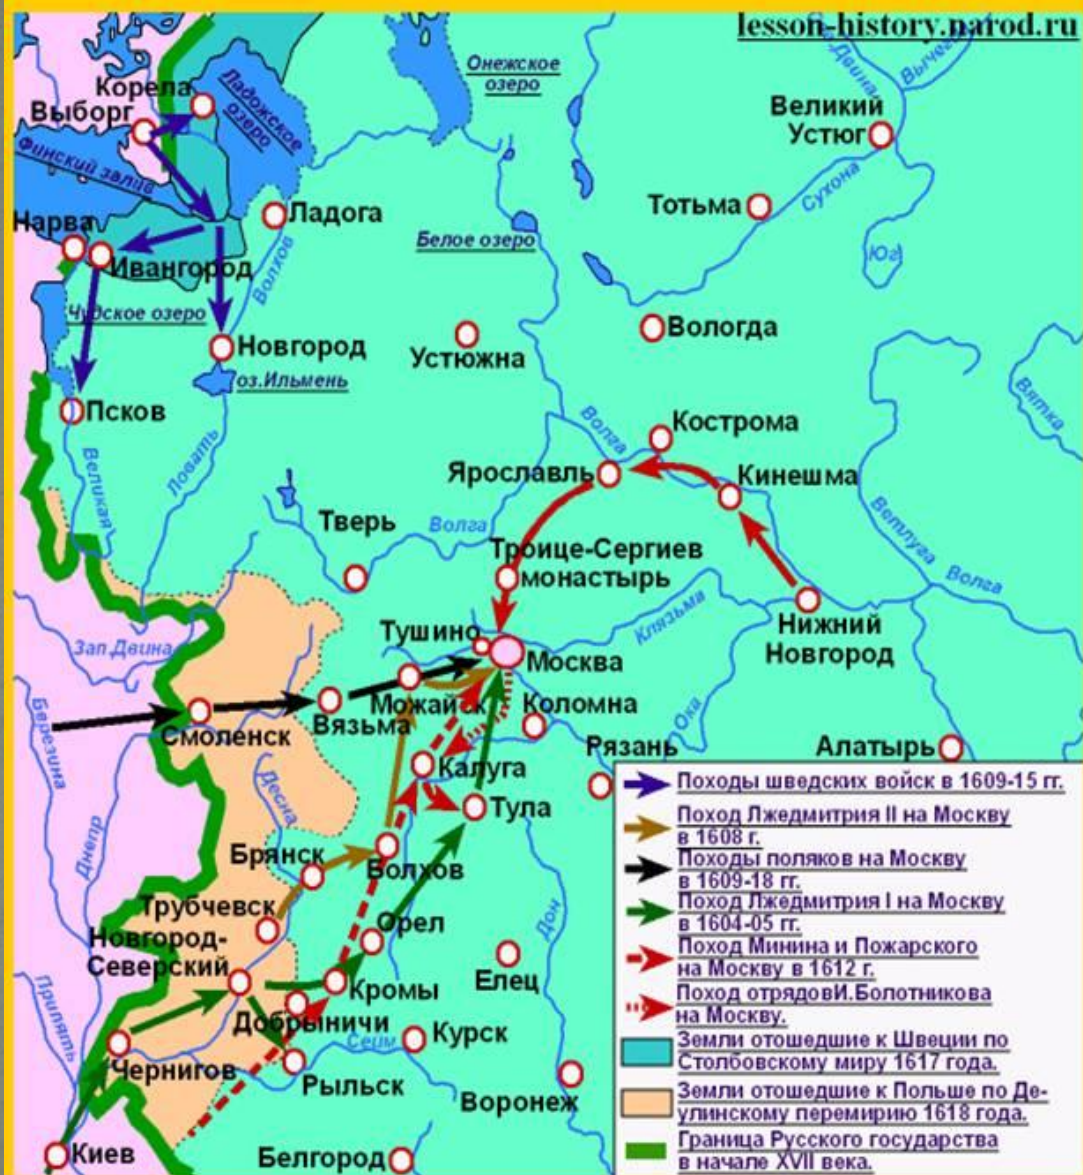 lesson-history.narod.ru
С.Двина
Вычегда
Онежское
озеро
Корела
Ладожское
озеро
Выборг
Великий
Устюг
Финский залив
Сухона
Тотьма
Ладога
Нарва
Белое озеро
Юг
Ивангород
Волхов
Чудское озеро
Вологда
Новгород
Устюжна
оз.Ильмень
Вятка
Псков
Волга
Кострома
Великая
Ловать
Ярославль
Кинешма
Ветлуга
Тверь
Волга
Троице-Сергиев
монастырь
Волга
Клязьма
Нижний
Новгород
Тушино
Зап.Двина
Москва
Березина
Можайск
Коломна
Вязьма
Ока
Смоленск
Рязань
Алатырь
Калуга
Десна
Тула
Днепр
Брянск
Волхов
Трубчевск
Дон
Новгород-
Северский
Орел
Елец
Кромы
Припять
Добрыничи
Сейм
Курск
Чернигов
Рыльск
Воронеж
Киев
Белгород
Походы шведских войск в 1609-15 гг.
Поход Лжедмитрия II на Москву
в 1608 г.
Походы поляков на Москву
в 1609-18 гг.
Поход Лжедмитрия I на Москву
в 1604-05 гг.
Поход Минина и Пожарского
на Москву в 1612 г.
Поход отрядовИ.Болотникова
на Москву.
Земли отошедшие к Швеции по
Столбовскому миру 1617 года.
Земли отошедшие к Польше по Де-
улинскому перемирию 1618 года.
Граница Русского государства
в начале XVII века.